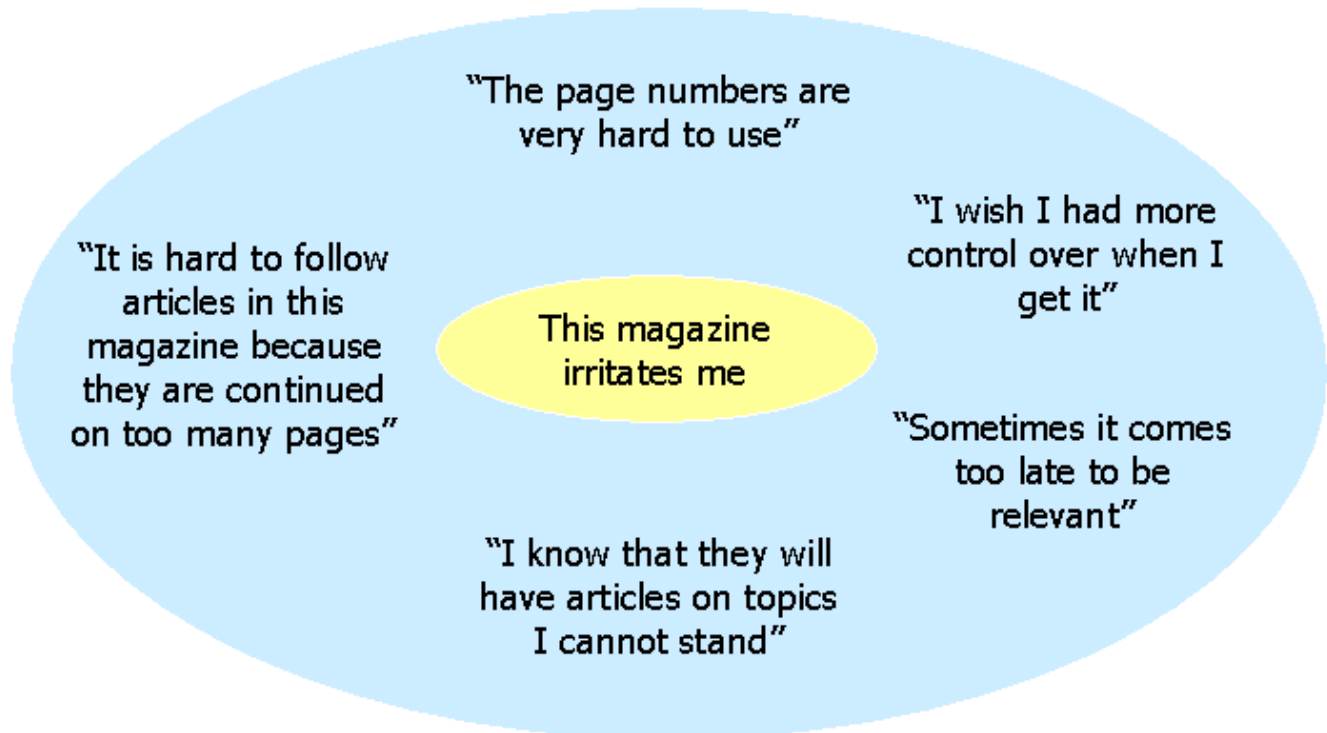 “The page numbers are
very hard to use”
“I wish I had more
control over when I
get it”
“It is hard to follow
articles in this
magazine because
they are continued
on too many pages”
This magazine
irritates me
“Sometimes it comes
too late to be
relevant”
“I know that they will
have articles on topics
I cannot stand”